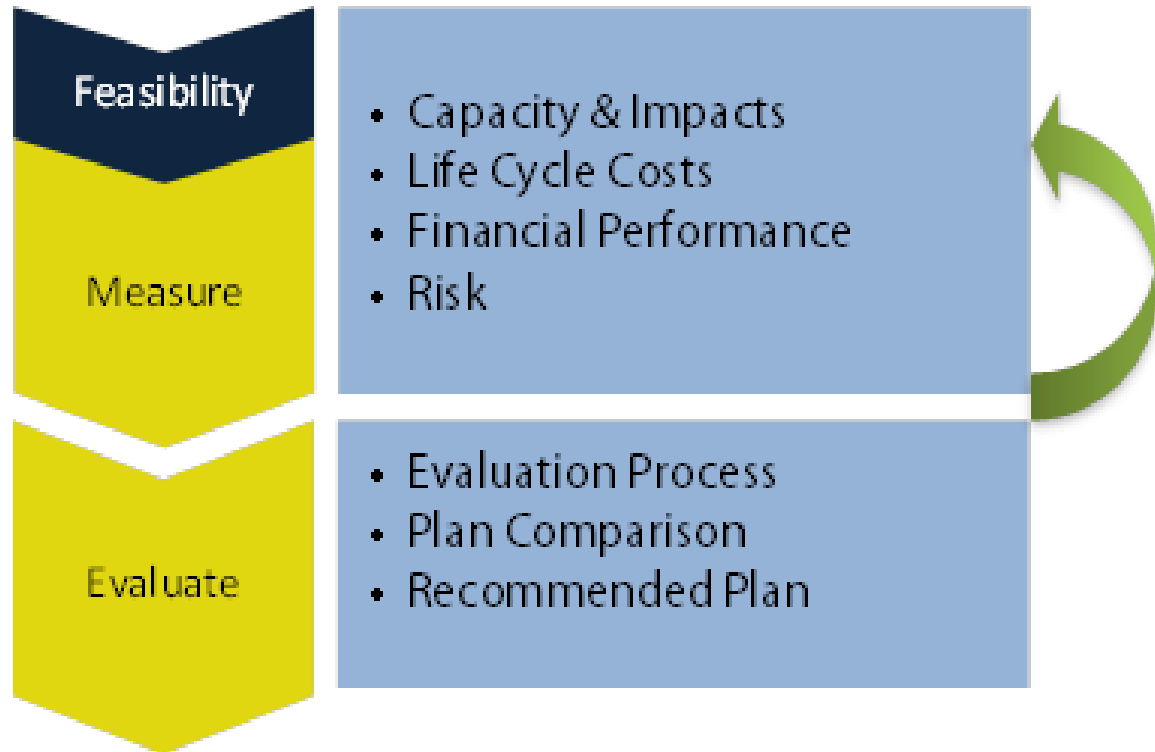 Feasibility
Measure
• Capacity & Impacts
• Life Cycle Costs
• Financial Performance
• Risk
Evaluate
• Evaluation Process
• Plan Comparison
• Recommended Plan